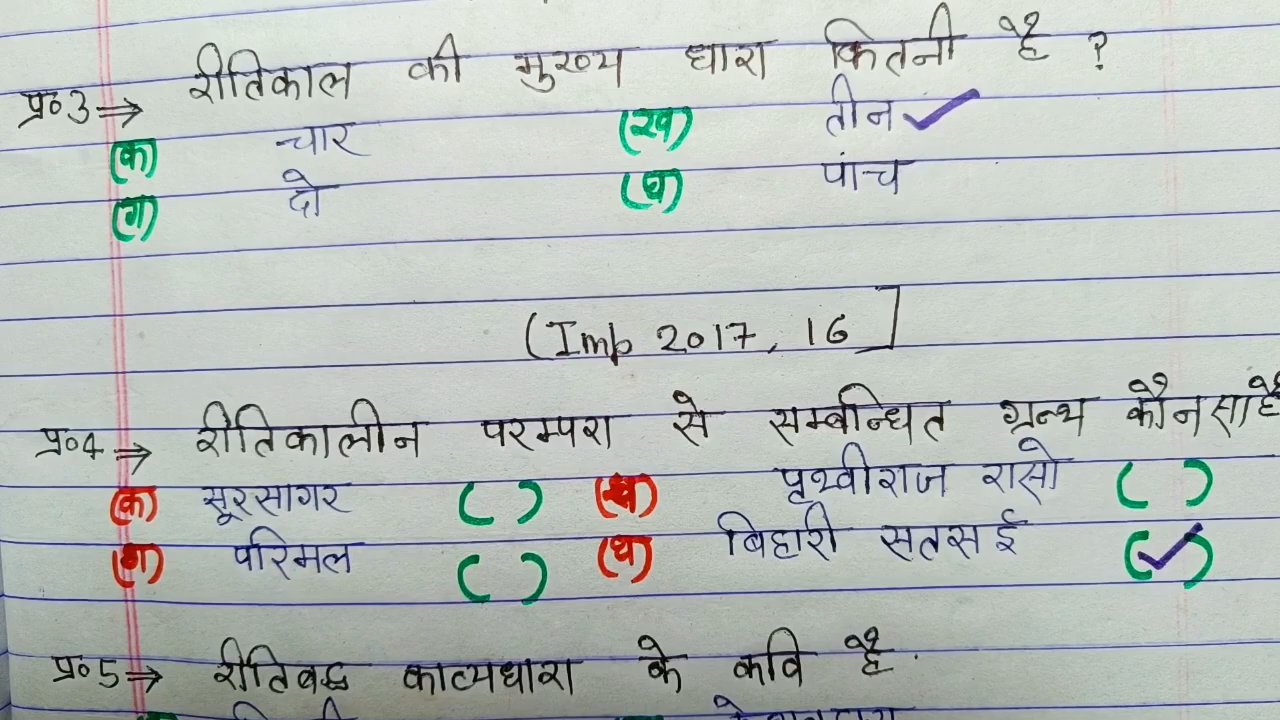 प्र०3⇒ रीतिकाल की मुख्य धारा कितनी है ?
(क) चार (ख) तीन ✓
(ग) दो (घ) पांच
(Imp 2017, 16]
प्र०4⇒ रीतिकालीन परम्परा से सम्बन्धित ग्रन्थ कौनसा है
(क) सूरसागर ( ) (ख) पृथ्वीराज रासो ( )
(ग) परिमल ( ) (घ) बिहारी सतसई (✓)
प्र०5⇒ रीतिबद्ध काव्यधारा के कवि है.